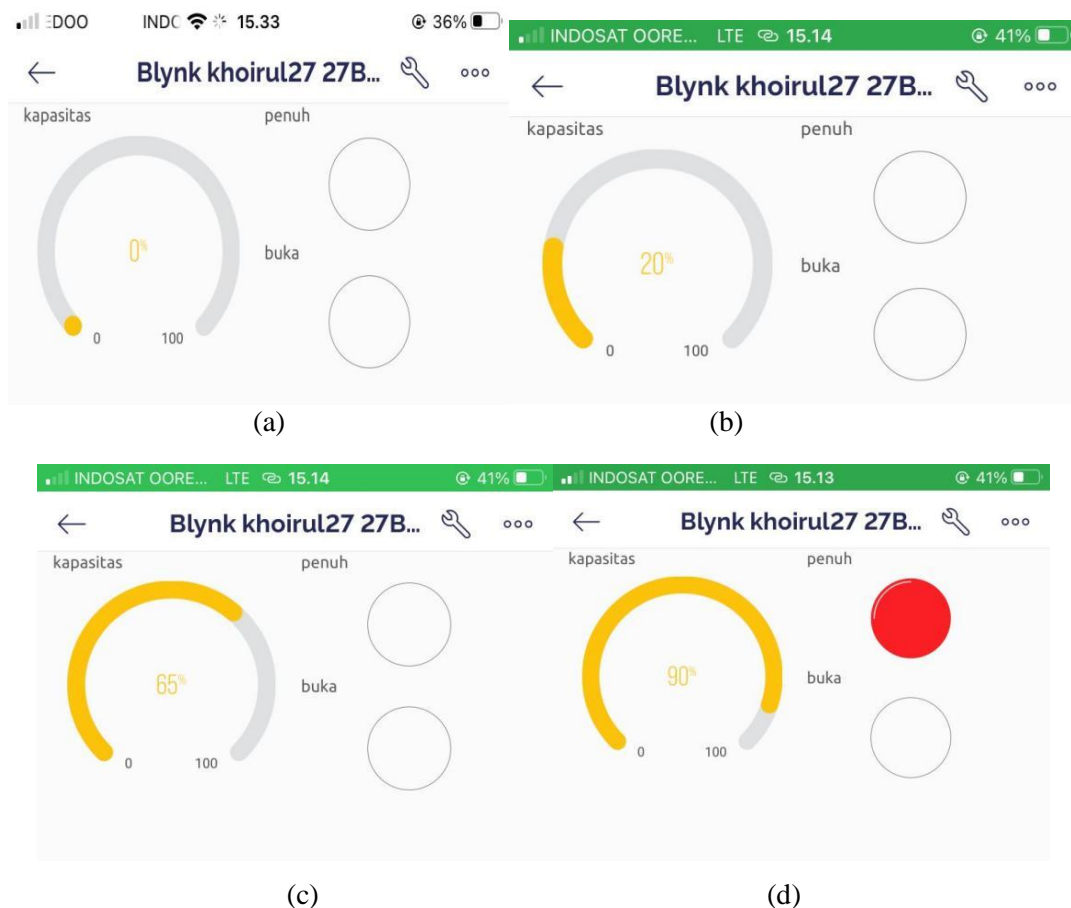 EDOO INDC 15.33 36%
Blynk khoirul27 27B...
kapasitas penuh
0%
buka
0 100
(a)
INDOSAT OORE... LTE 15.14 41%
Blynk khoirul27 27B...
kapasitas penuh
20%
buka
0 100
(b)
INDOSAT OORE... LTE 15.14 41%
Blynk khoirul27 27B...
kapasitas penuh
65%
buka
0 100
(c)
INDOSAT OORE... LTE 15.13 41%
Blynk khoirul27 27B...
kapasitas penuh
90%
buka
0 100
(d)